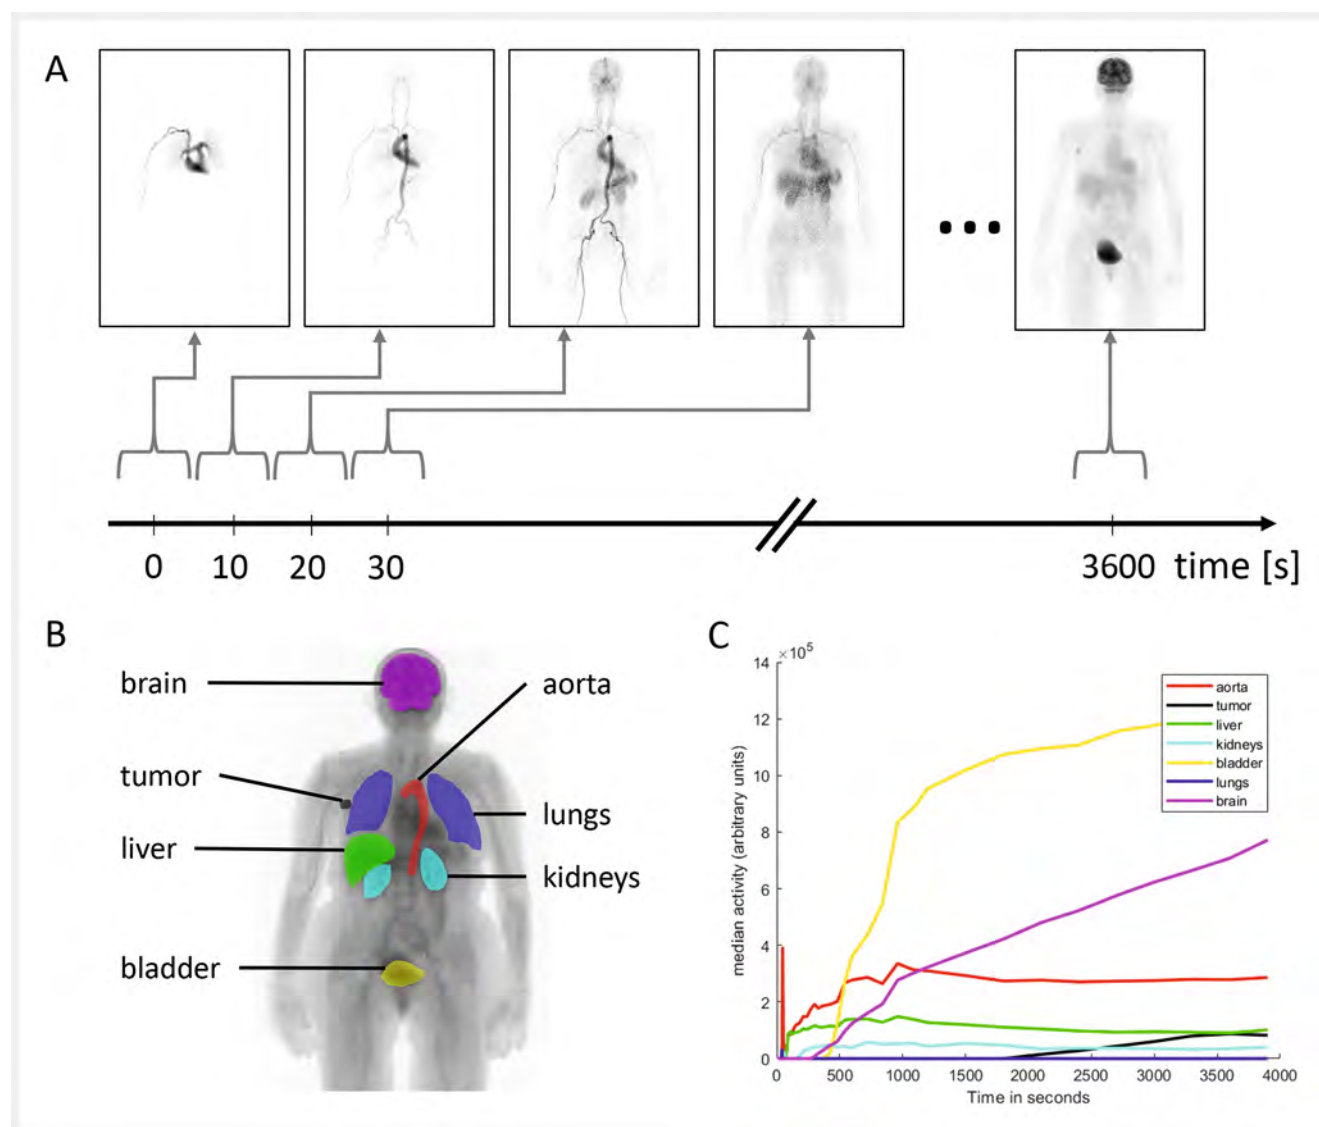 A
0 10 20 30 3600 time [s]
B
brain
tumor
liver
bladder
aorta
lungs
kidneys
C
×10⁵
14
12
10
8
6
4
2
0
median activity (arbitrary units)
aorta
tumor
liver
kidneys
bladder
lungs
brain
0 500 1000 1500 2000 2500 3000 3500 4000
Time in seconds